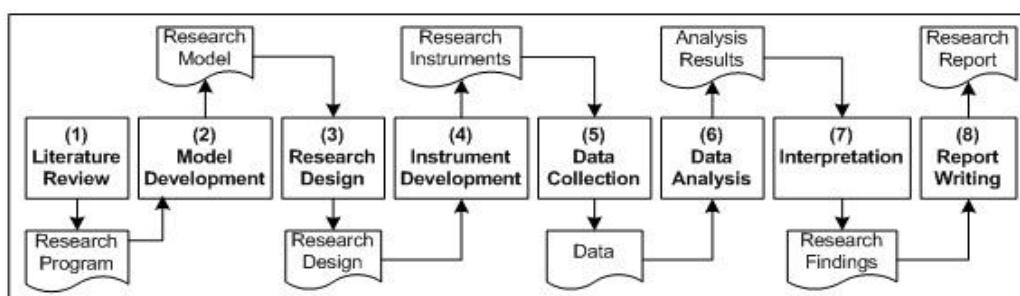 Research
Model
Research
Instruments
Analysis
Results
Research
Report
(1)
Literature
Review
(2)
Model
Development
(3)
Research
Design
(4)
Instrument
Development
(5)
Data
Collection
(6)
Data
Analysis
(7)
Interpretation
(8)
Report
Writing
Research
Program
Research
Design
Data
Research
Findings